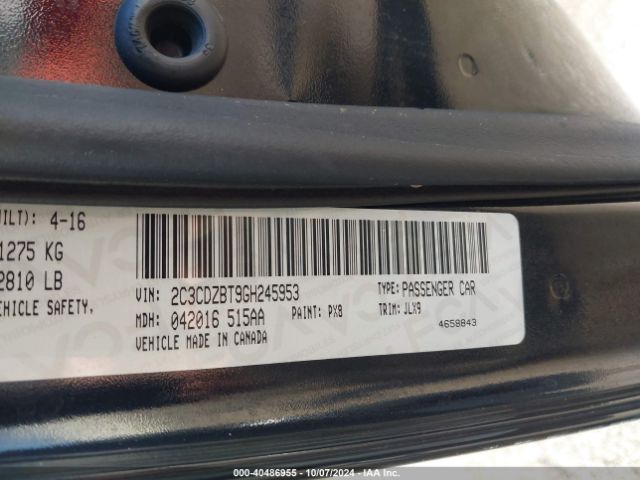 UILT): 4-16
1275 KG
2810 LB
EHICLE SAFETY,
VIN: 2C3CDZBT9GH245953
TYPE: PASSENGER CAR
MDH: 042016 515AA
PAINT: PX8
TRIM: JLX9
VEHICLE MADE IN CANADA
4658843
000-40486955 - 10/07/2024 - IAA Inc.